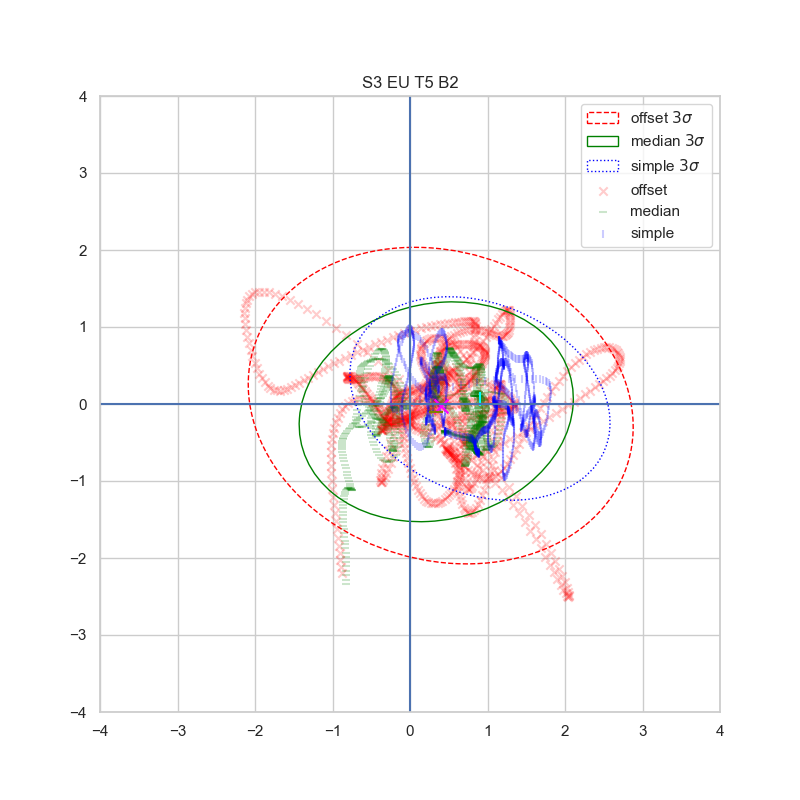 S3 EU T5 B2
offset 3σ
median 3σ
simple 3σ
offset
median
simple
4
3
2
1
0
−1
−2
−3
−4
−4 −3 −2 −1 0 1 2 3 4